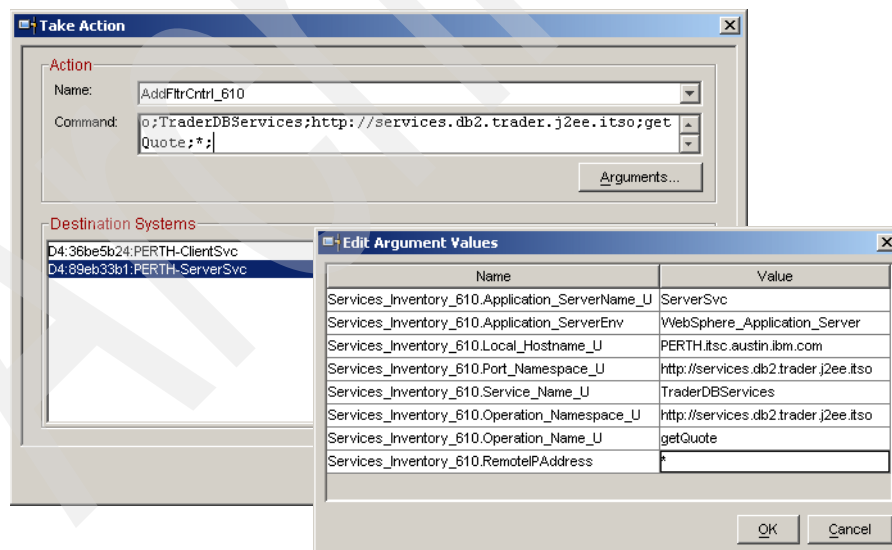 Take Action
Action
Name:
AddFltrCntrl_610
Command:
o;TraderDBServices;http://services.db2.trader.j2ee.itso;get
Quote;*;
Arguments...
Destination Systems
D4:36be5b24:PERTH-ClientSvc
D4:89eb33b1:PERTH-ServerSvc
Edit Argument Values
Name Value
Services_Inventory_610.Application_ServerName_U ServerSvc
Services_Inventory_610.Application_ServerEnv WebSphere_Application_Server
Services_Inventory_610.Local_Hostname_U PERTH.itsc.austin.ibm.com
Services_Inventory_610.Port_Namespace_U http://services.db2.trader.j2ee.itso
Services_Inventory_610.Service_Name_U TraderDBServices
Services_Inventory_610.Operation_Namespace_U http://services.db2.trader.j2ee.itso
Services_Inventory_610.Operation_Name_U getQuote
Services_Inventory_610.RemoteIPAddress *
OK Cancel